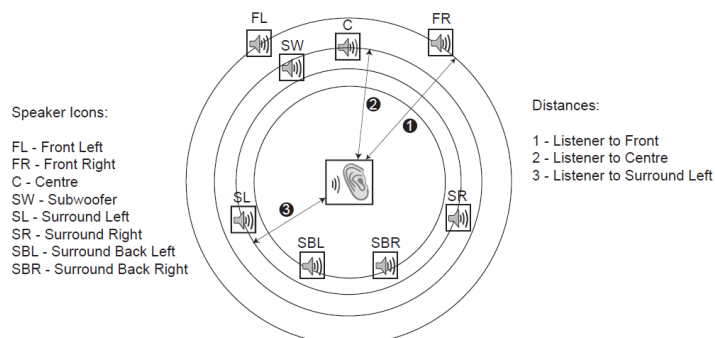 FL
FR
C
SW
Speaker Icons:
FL - Front Left
FR - Front Right
C - Centre
SW - Subwoofer
SL - Surround Left
SR - Surround Right
SBL - Surround Back Left
SBR - Surround Back Right
2
1
3
SL
SR
SBL
SBR
Distances:
1 - Listener to Front
2 - Listener to Centre
3 - Listener to Surround Left